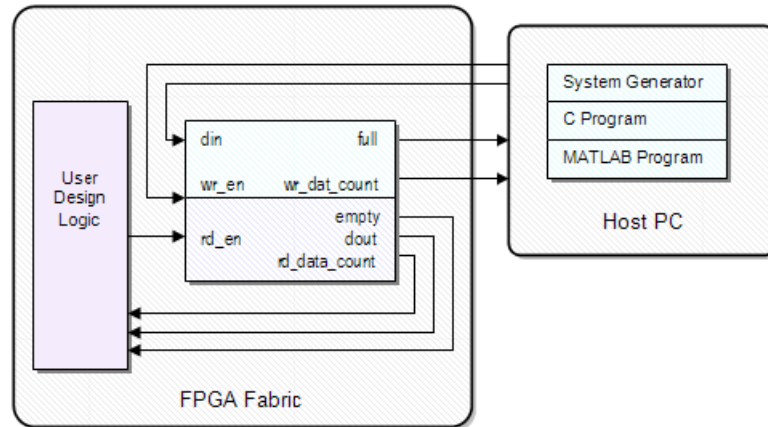 System Generator
C Program
MATLAB Program
Host PC
User
Design
Logic
din full
wr_en wr_dat_count
empty
rd_en dout
rd_data_count
FPGA Fabric